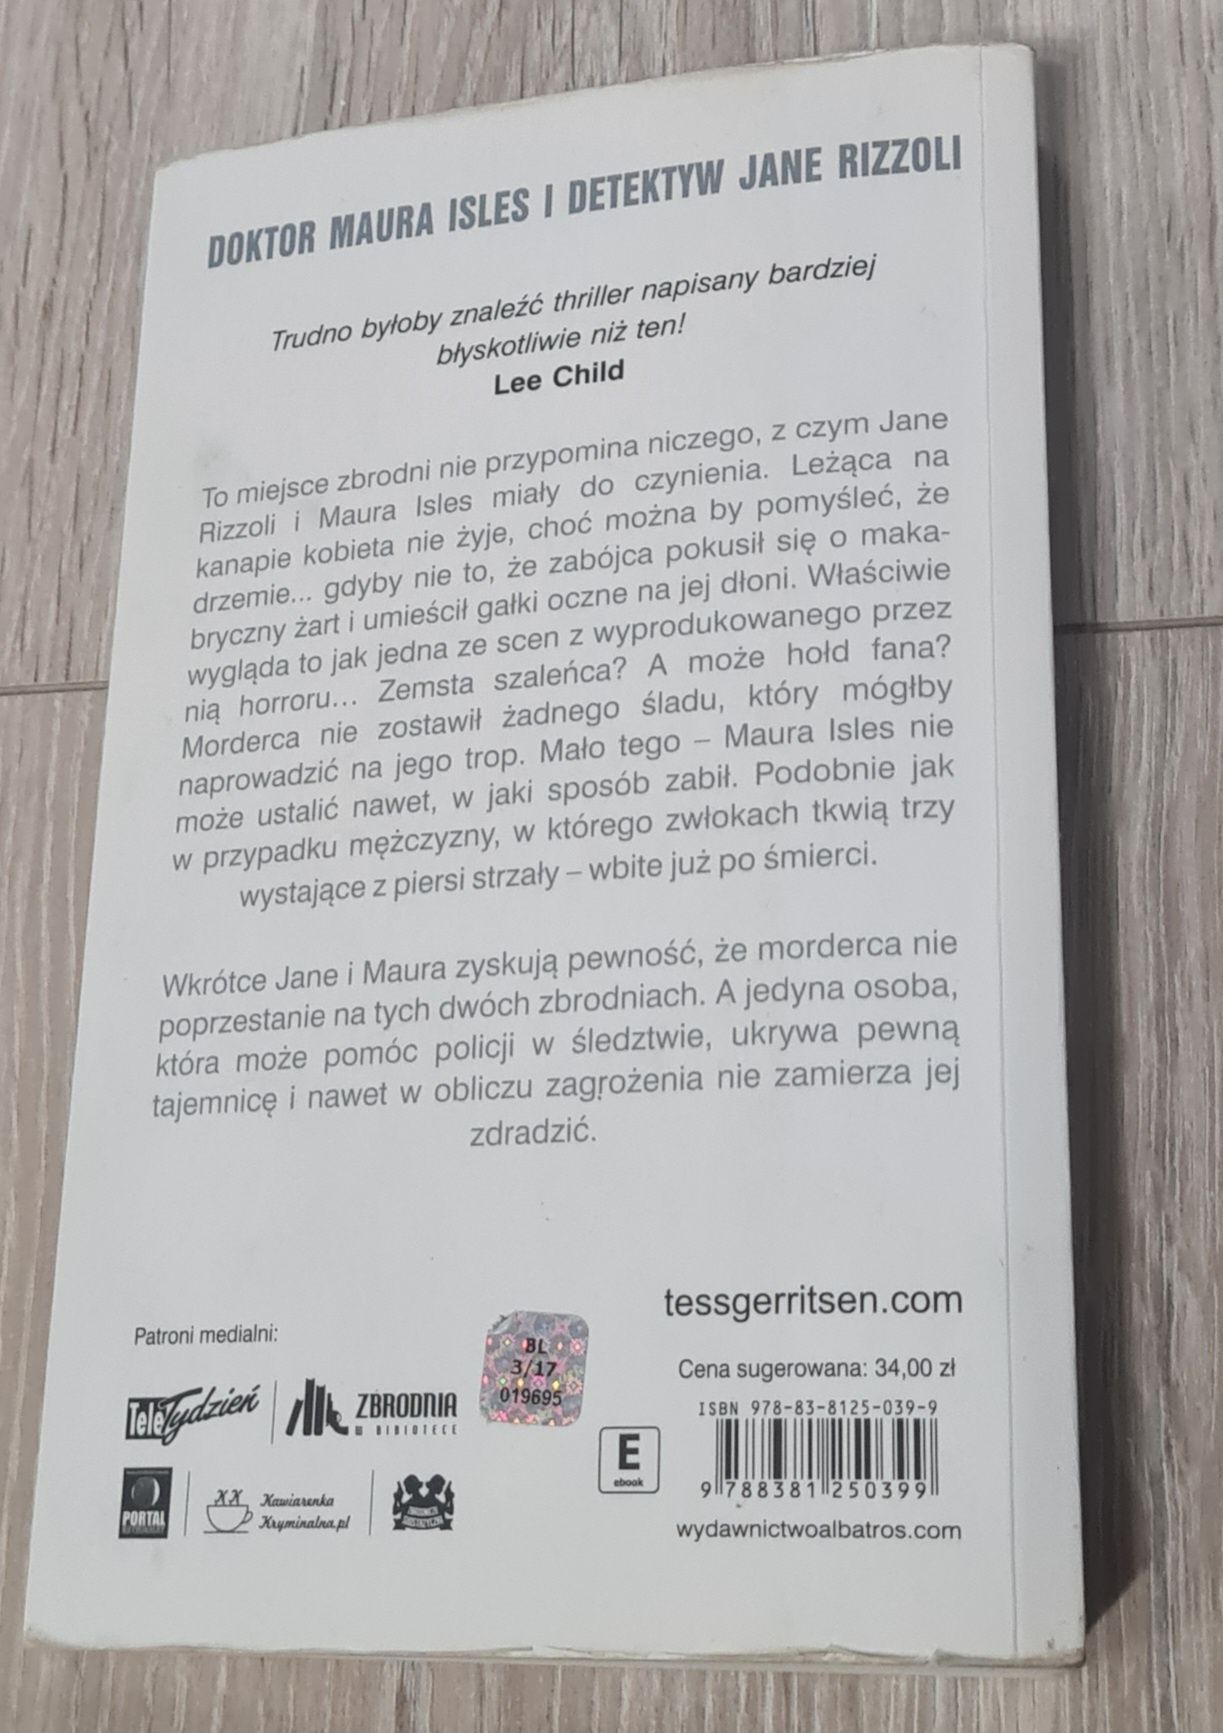 DOKTOR MAURA ISLES I DETEKTYW JANE RIZZOLI
Trudno byłoby znaleźć thriller napisany bardziej
błyskotliwie niż ten!
Lee Child
To miejsce zbrodni nie przypomina niczego, z czym Jane
Rizzoli i Maura Isles miały do czynienia. Leżąca na
kanapie kobieta nie żyje, choć można by pomyśleć, że
drzemie... gdyby nie to, że zabójca pokusił się o maka-
bryczny żart i umieścił gałki oczne na jej dłoni. Właściwie
wygląda to jak jedna ze scen z wyprodukowanego przez
nią horroru... Zemsta szaleńca? A może hołd fana?
Morderca nie zostawił żadnego śladu, który mógłby
naprowadzić na jego trop. Mało tego – Maura Isles nie
może ustalić nawet, w jaki sposób zabił. Podobnie jak
w przypadku mężczyzny, w którego zwłokach tkwią trzy
wystające z piersi strzały – wbite już po śmierci.
Wkrótce Jane i Maura zyskują pewność, że morderca nie
poprzestanie na tych dwóch zbrodniach. A jedyna osoba,
która może pomóc policji w śledztwie, ukrywa pewną
tajemnicę i nawet w obliczu zagrożenia nie zamierza jej
zdradzić.
tessgerritsen.com
Patroni medialni:
TeleTydzień
ZBRODNIA
W BIBIOTECE
PORTAL
Kawiarenka
Kryminalna.pl
BL
3/17
019695
E
ebook
Cena sugerowana: 34,00 zł
ISBN 978-83-8125-039-9
9 788381 250399
wydawnictwoalbatros.com